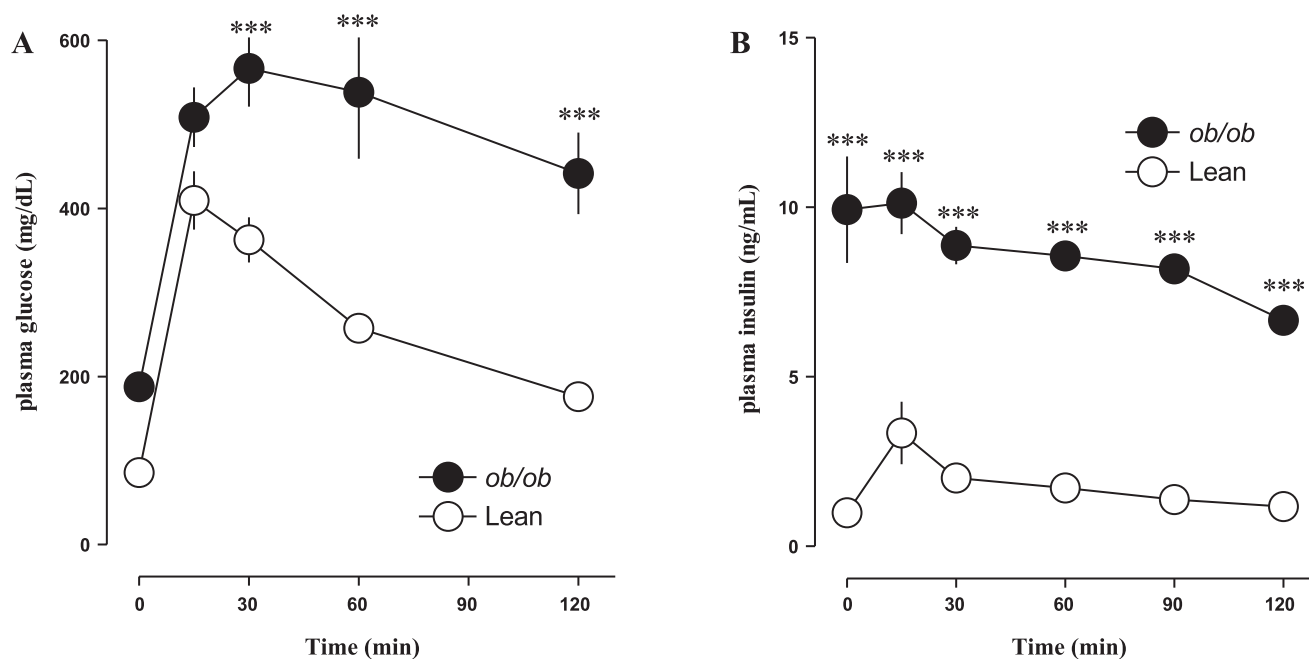 A
plasma glucose (mg/dL)
600
400
200
0
***
***
***
ob/ob
Lean
0
30
60
90
120
Time (min)
B
plasma insulin (ng/mL)
15
10
5
0
***
***
***
***
***
***
ob/ob
Lean
0
30
60
90
120
Time (min)